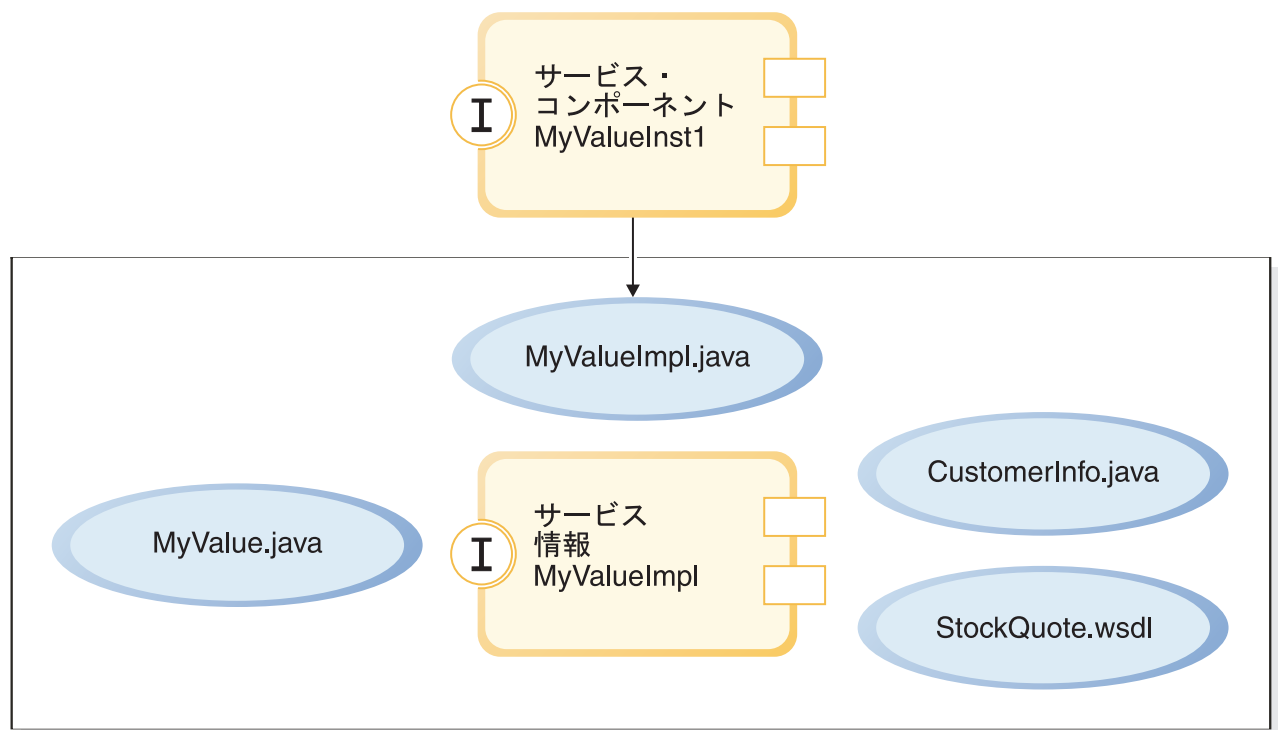 サービス・
コンポーネント
MyValueInst1
I
MyValueImpl.java
CustomerInfo.java
MyValue.java
I
サービス
情報
MyValueImpl
StockQuote.wsdl